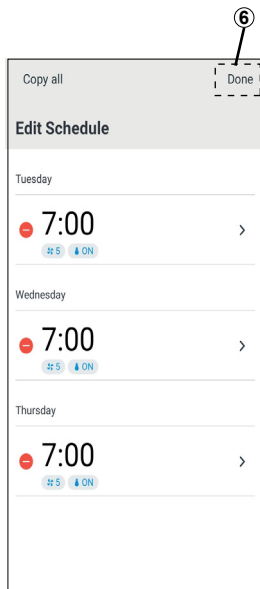 ⑥
Copy all Done
Edit Schedule
Tuesday
7:00
5 ON
Wednesday
7:00
5 ON
Thursday
7:00
5 ON